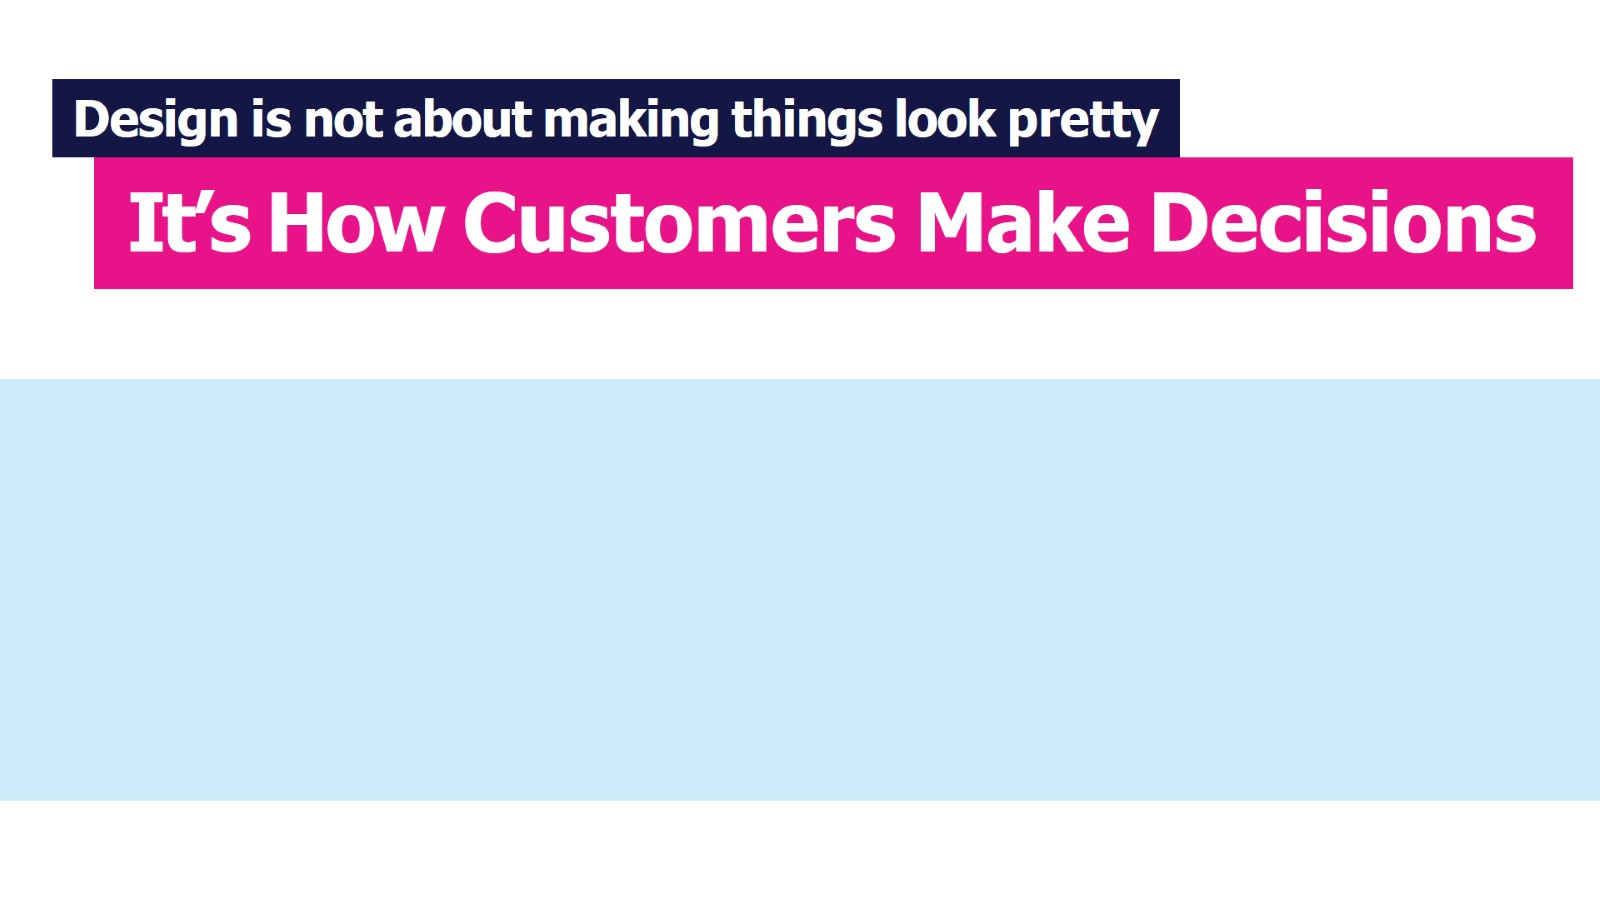 Design is not about making things look pretty
It’s How Customers Make Decisions